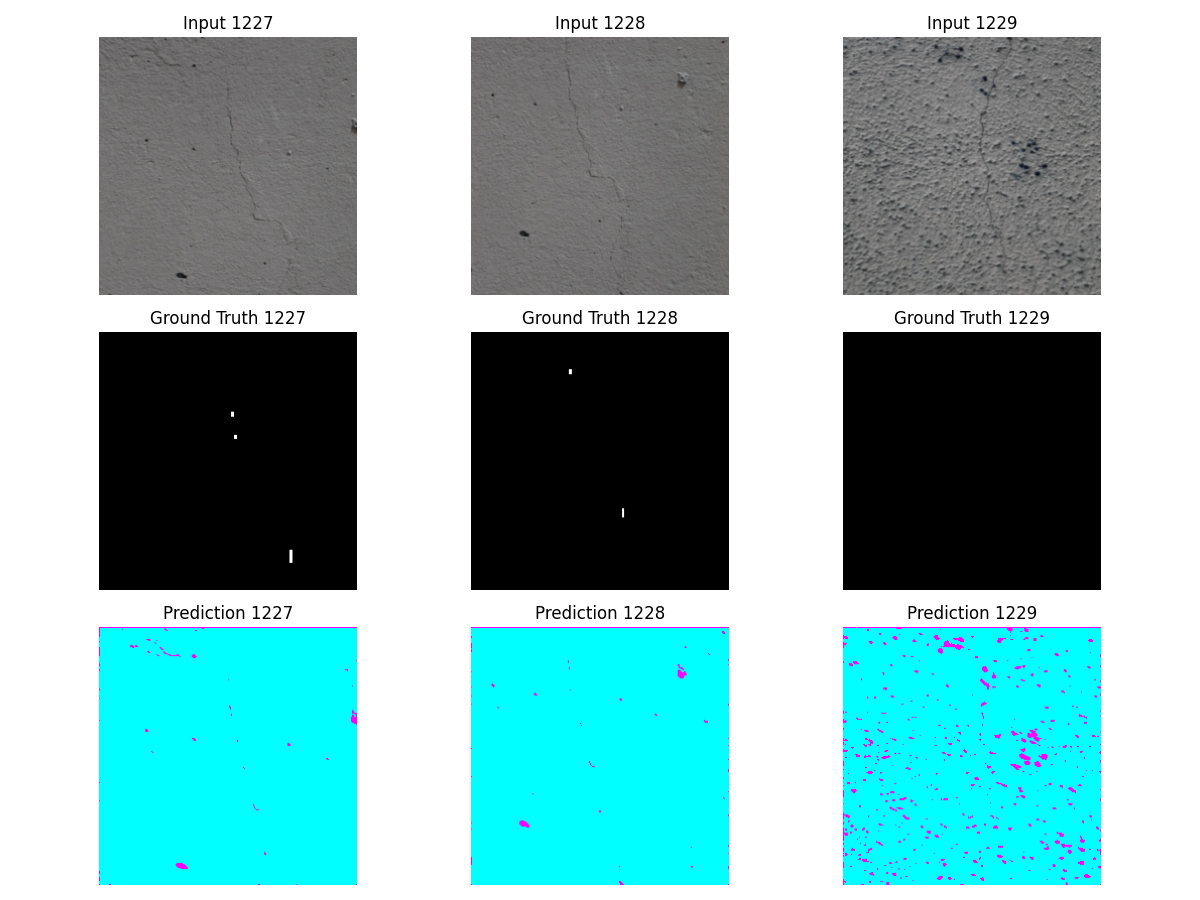 Input 1227
Input 1228
Input 1229
Ground Truth 1227
Ground Truth 1228
Ground Truth 1229
Prediction 1227
Prediction 1228
Prediction 1229